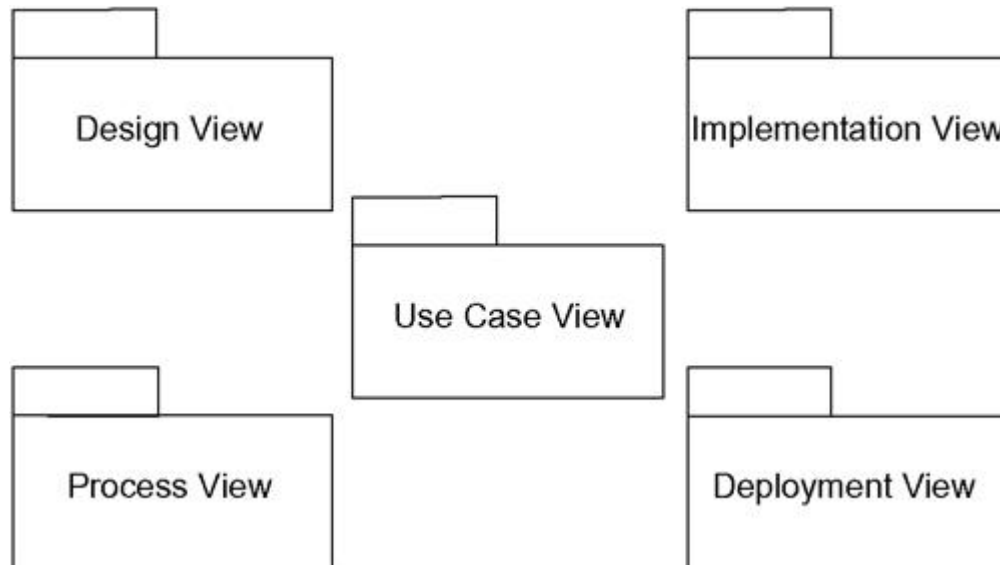 Design View
Implementation View
Use Case View
Process View
Deployment View